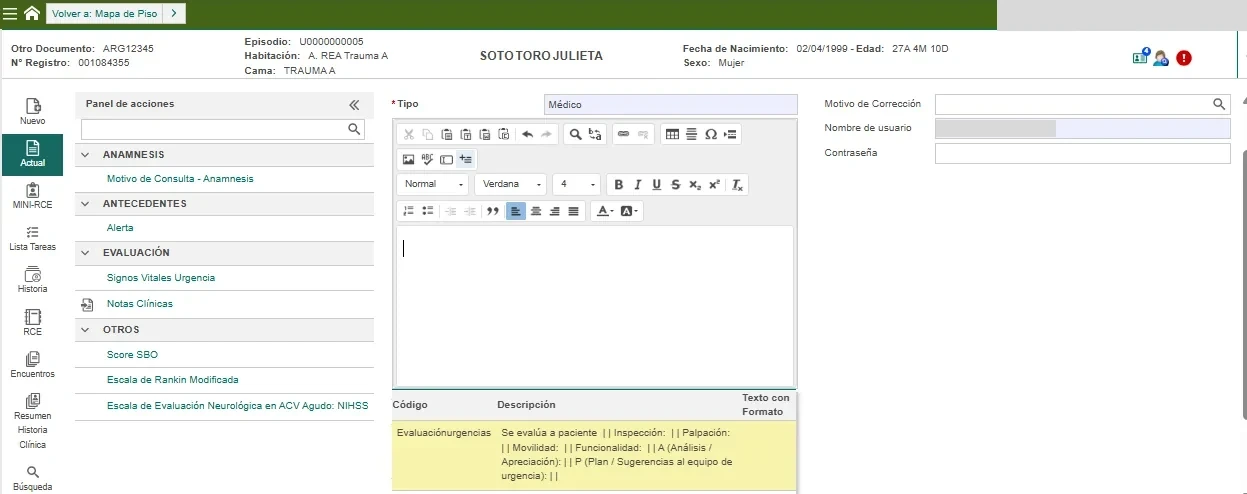 Volver a: Mapa de Piso
Otro Documento: ARG12345
N° Registro: 001084355
Episodio: U0000000005
Habitación: A. REA Trauma A
Cama: TRAUMA A
SOTO TORO JULIETA
Fecha de Nacimiento: 02/04/1999 - Edad: 27A 4M 10D
Sexo: Mujer
4
Nuevo
Actual
MINI-RCE
Lista Tareas
Historia
RCE
Encuentros
Resumen
Historia
Clínica
Búsqueda
Panel de acciones
ANAMNESIS
Motivo de Consulta - Anamnesis
ANTECEDENTES
Alerta
EVALUACIÓN
Signos Vitales Urgencia
Notas Clínicas
OTROS
Score SBO
Escala de Rankin Modificada
Escala de Evaluación Neurológica en ACV Agudo: NIHSS
* Tipo
Médico
Normal
Verdana
4
B I U S x₂ x² Tx
A A
Código
Descripción
Texto con
Formato
Evaluaciónurgencias
Se evalúa a paciente | | Inspección: | | Palpación:
| | Movilidad: | | Funcionalidad: | | A (Análisis /
Apreciación): | | P (Plan / Sugerencias al equipo de
urgencia): | |
Motivo de Corrección
Nombre de usuario
Contraseña